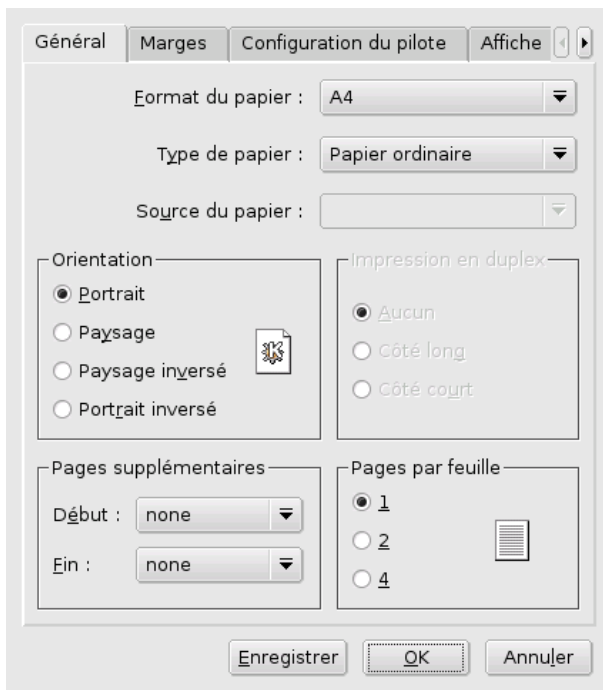 Général Marges Configuration du pilote Affiche
Format du papier : A4
Type de papier : Papier ordinaire
Source du papier :
Orientation
Portrait
Paysage
Paysage inversé
Portrait inversé
Impression en duplex
Aucun
Côté long
Côté court
Pages supplémentaires
Début : none
Fin : none
Pages par feuille
1
2
4
Enregistrer OK Annuler